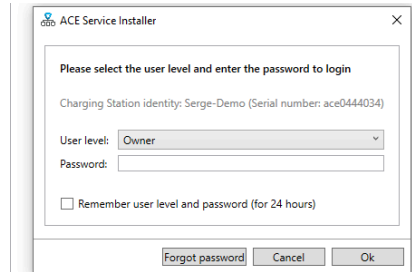 ACE Service Installer
Please select the user level and enter the password to login
Charging Station identity: Serge-Demo (Serial number: ace0444034)
User level: Owner
Password:
Remember user level and password (for 24 hours)
Forgot password Cancel Ok